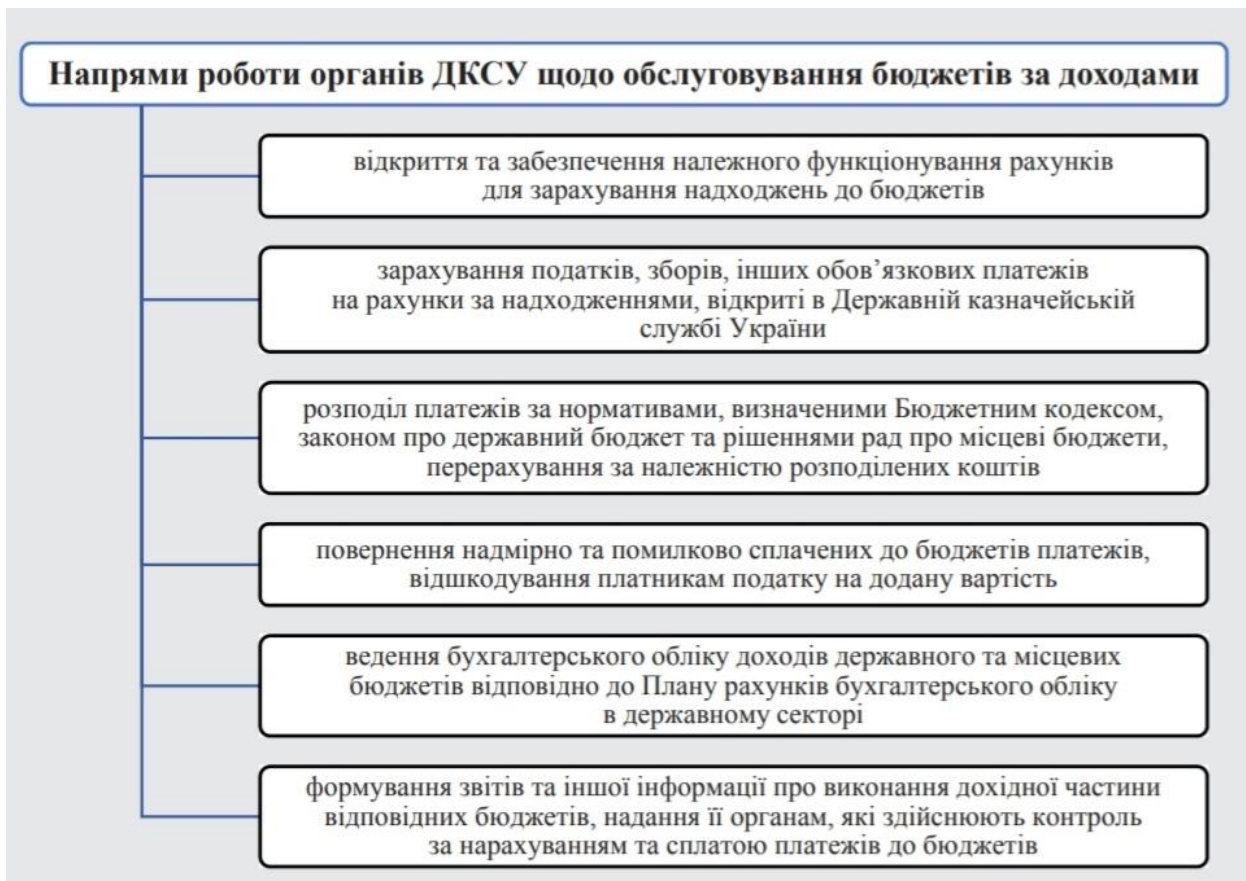 Напрями роботи органів ДКСУ щодо обслуговування бюджетів за доходами
відкриття та забезпечення належного функціонування рахунків
для зарахування надходжень до бюджетів
зарахування податків, зборів, інших обов’язкових платежів
на рахунки за надходженнями, відкриті в Державній казначейській
службі України
розподіл платежів за нормативами, визначеними Бюджетним кодексом,
законом про державний бюджет та рішеннями рад про місцеві бюджети,
перерахування за належністю розподілених коштів
повернення надмірно та помилково сплачених до бюджетів платежів,
відшкодування платникам податку на додану вартість
ведення бухгалтерського обліку доходів державного та місцевих
бюджетів відповідно до Плану рахунків бухгалтерського обліку
в державному секторі
формування звітів та іншої інформації про виконання дохідної частини
відповідних бюджетів, надання її органам, які здійснюють контроль
за нарахуванням та сплатою платежів до бюджетів